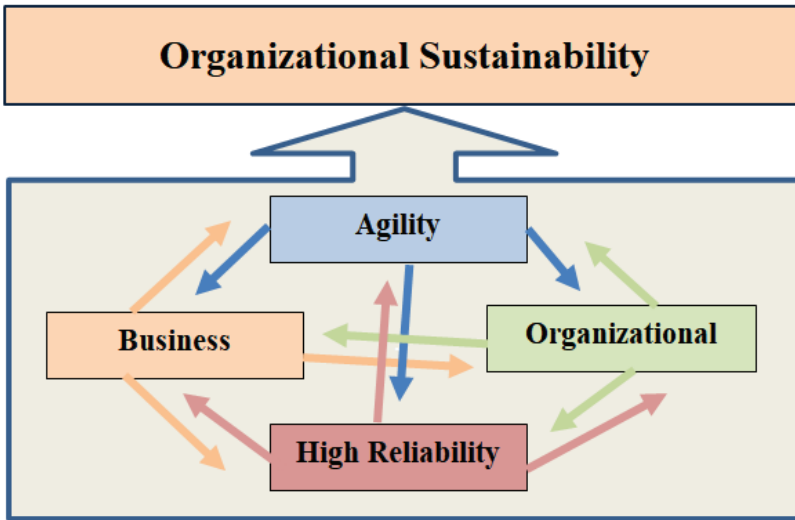 Organizational Sustainability
Agility
Business
Organizational
High Reliability